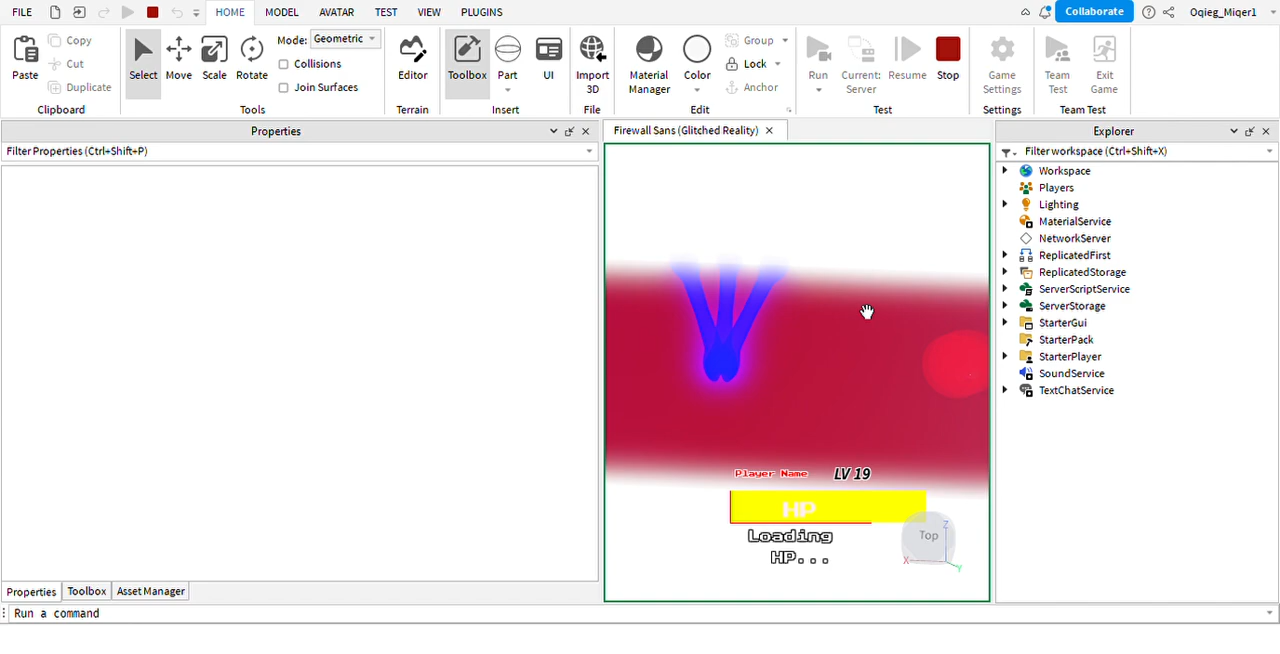 FILE HOME MODEL AVATAR TEST VIEW PLUGINS Collaborate Oqieg_Miqer1
Paste Copy Cut Duplicate Clipboard
Select Move Scale Rotate Mode: Geometric Collisions Join Surfaces Tools
Editor Terrain
Toolbox Part UI Insert
Import 3D File
Material Manager Color Group Lock Anchor Edit
Run Current: Server Resume Stop Test
Game Settings Settings
Team Test Exit Game Team Test
Properties
Filter Properties (Ctrl+Shift+P)
Firewall Sans (Glitched Reality)
Player Name LV 19
HP
Loading
HP...
Top
X Z Y
Explorer
Filter workspace (Ctrl+Shift+X)
Workspace
Players
Lighting
MaterialService
NetworkServer
ReplicatedFirst
ReplicatedStorage
ServerScriptService
ServerStorage
StarterGui
StarterPack
StarterPlayer
SoundService
TextChatService
Properties Toolbox Asset Manager
Run a command